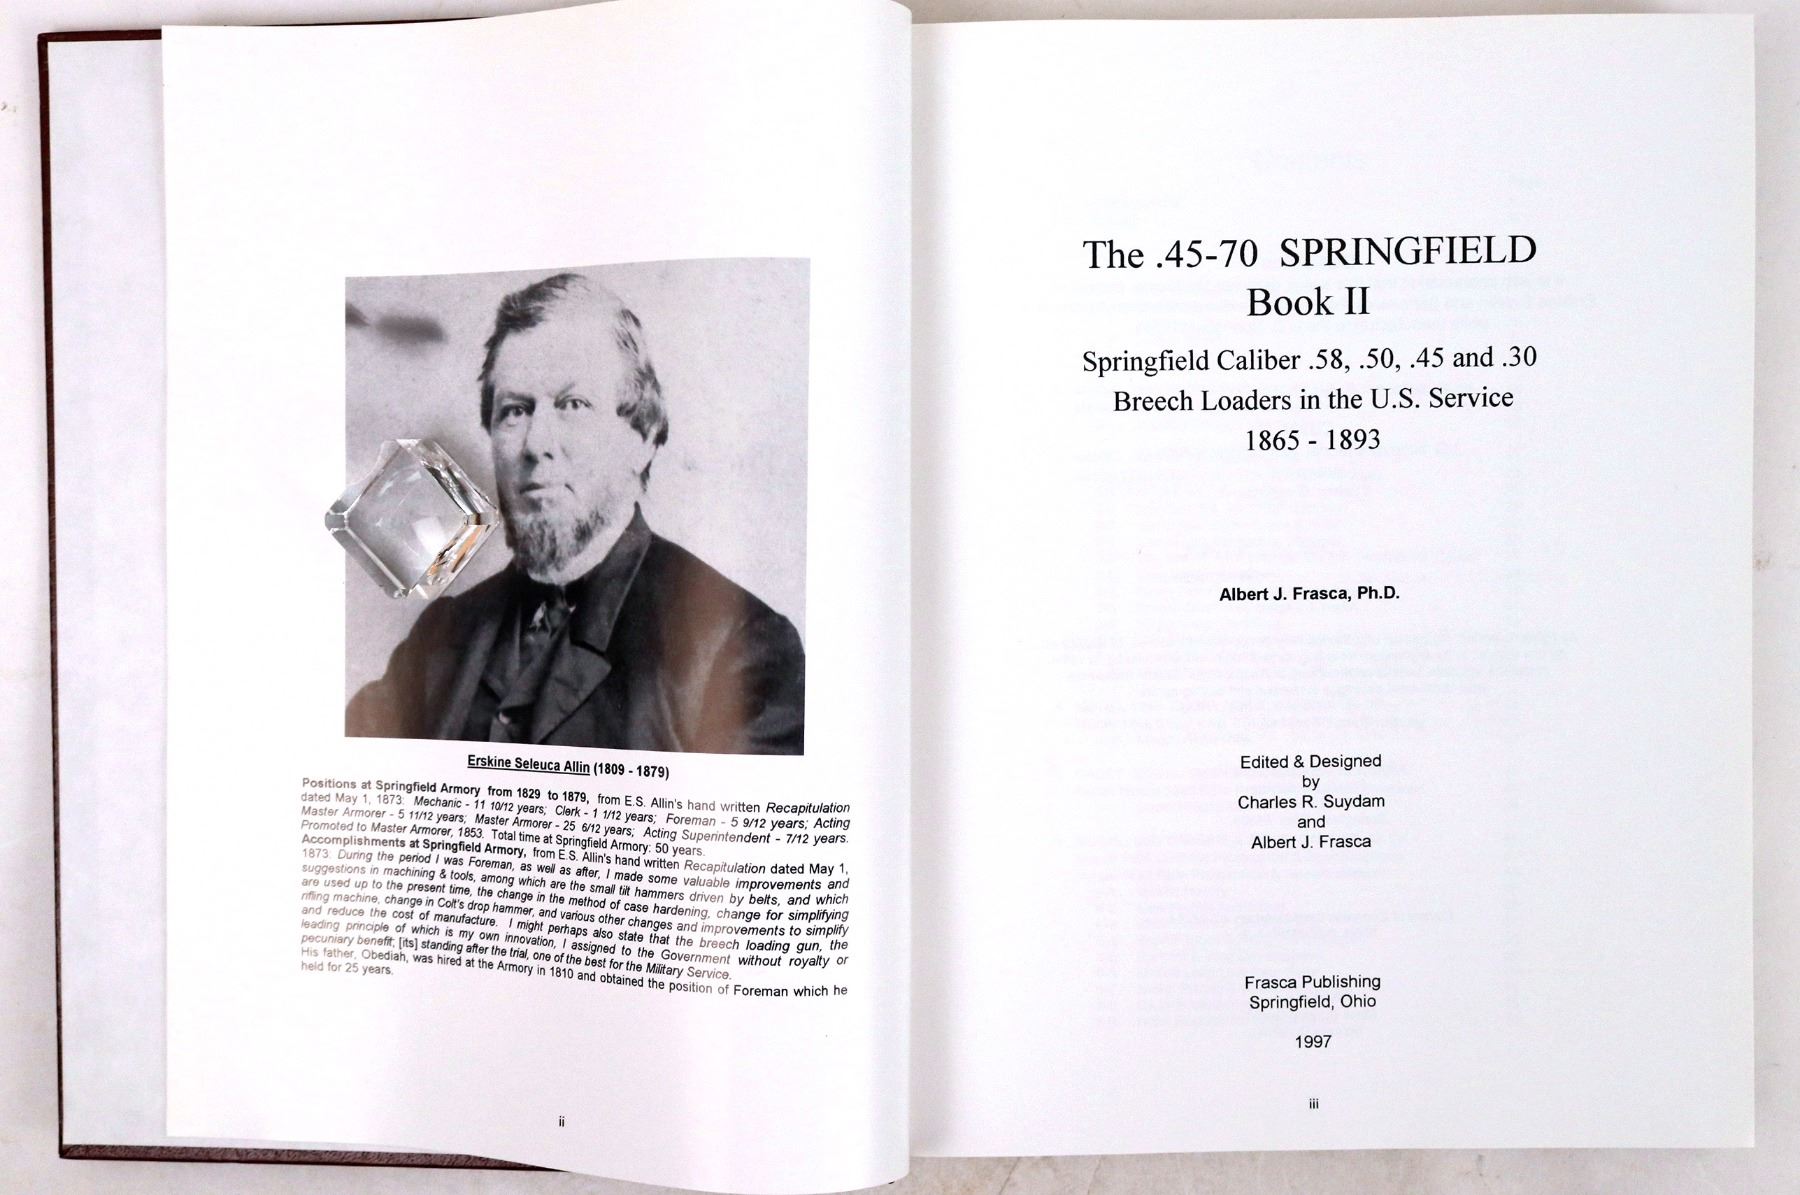 Erskine Seleuca Allin (1809 - 1879)
Positions at Springfield Armory from 1829 to 1879, from E.S. Allin's hand written Recapitulation
dated May 1, 1873: Mechanic - 11 10/12 years; Clerk - 1 1/12 years; Foreman - 5 9/12 years; Acting
Master Armorer - 5 11/12 years; Master Armorer - 25 6/12 years; Acting Superintendent - 7/12 years.
Promoted to Master Armorer, 1853. Total time at Springfield Armory: 50 years.
Accomplishments at Springfield Armory, from E.S. Allin's hand written Recapitulation dated May 1,
1873: During the period I was Foreman, as well as after, I made some valuable improvements and
suggestions in machining & tools, among which are the small tilt hammers driven by belts, and which
are used up to the present time, the change in the method of case hardening, change for simplifying
rifling machine, change in Colt's drop hammer, and various other changes and improvements to simplify
and reduce the cost of manufacture. I might perhaps also state that the breech loading gun, the
leading principle of which is my own innovation, I assigned to the Government without royalty or
pecuniary benefit; [its] standing after the trial, one of the best for the Military Service.
His father, Obediah, was hired at the Armory in 1810 and obtained the position of Foreman which he
held for 25 years.
ii
The .45-70 SPRINGFIELD
Book II
Springfield Caliber .58, .50, .45 and .30
Breech Loaders in the U.S. Service
1865 - 1893
Albert J. Frasca, Ph.D.
Edited & Designed
by
Charles R. Suydam
and
Albert J. Frasca
Frasca Publishing
Springfield, Ohio
1997
iii